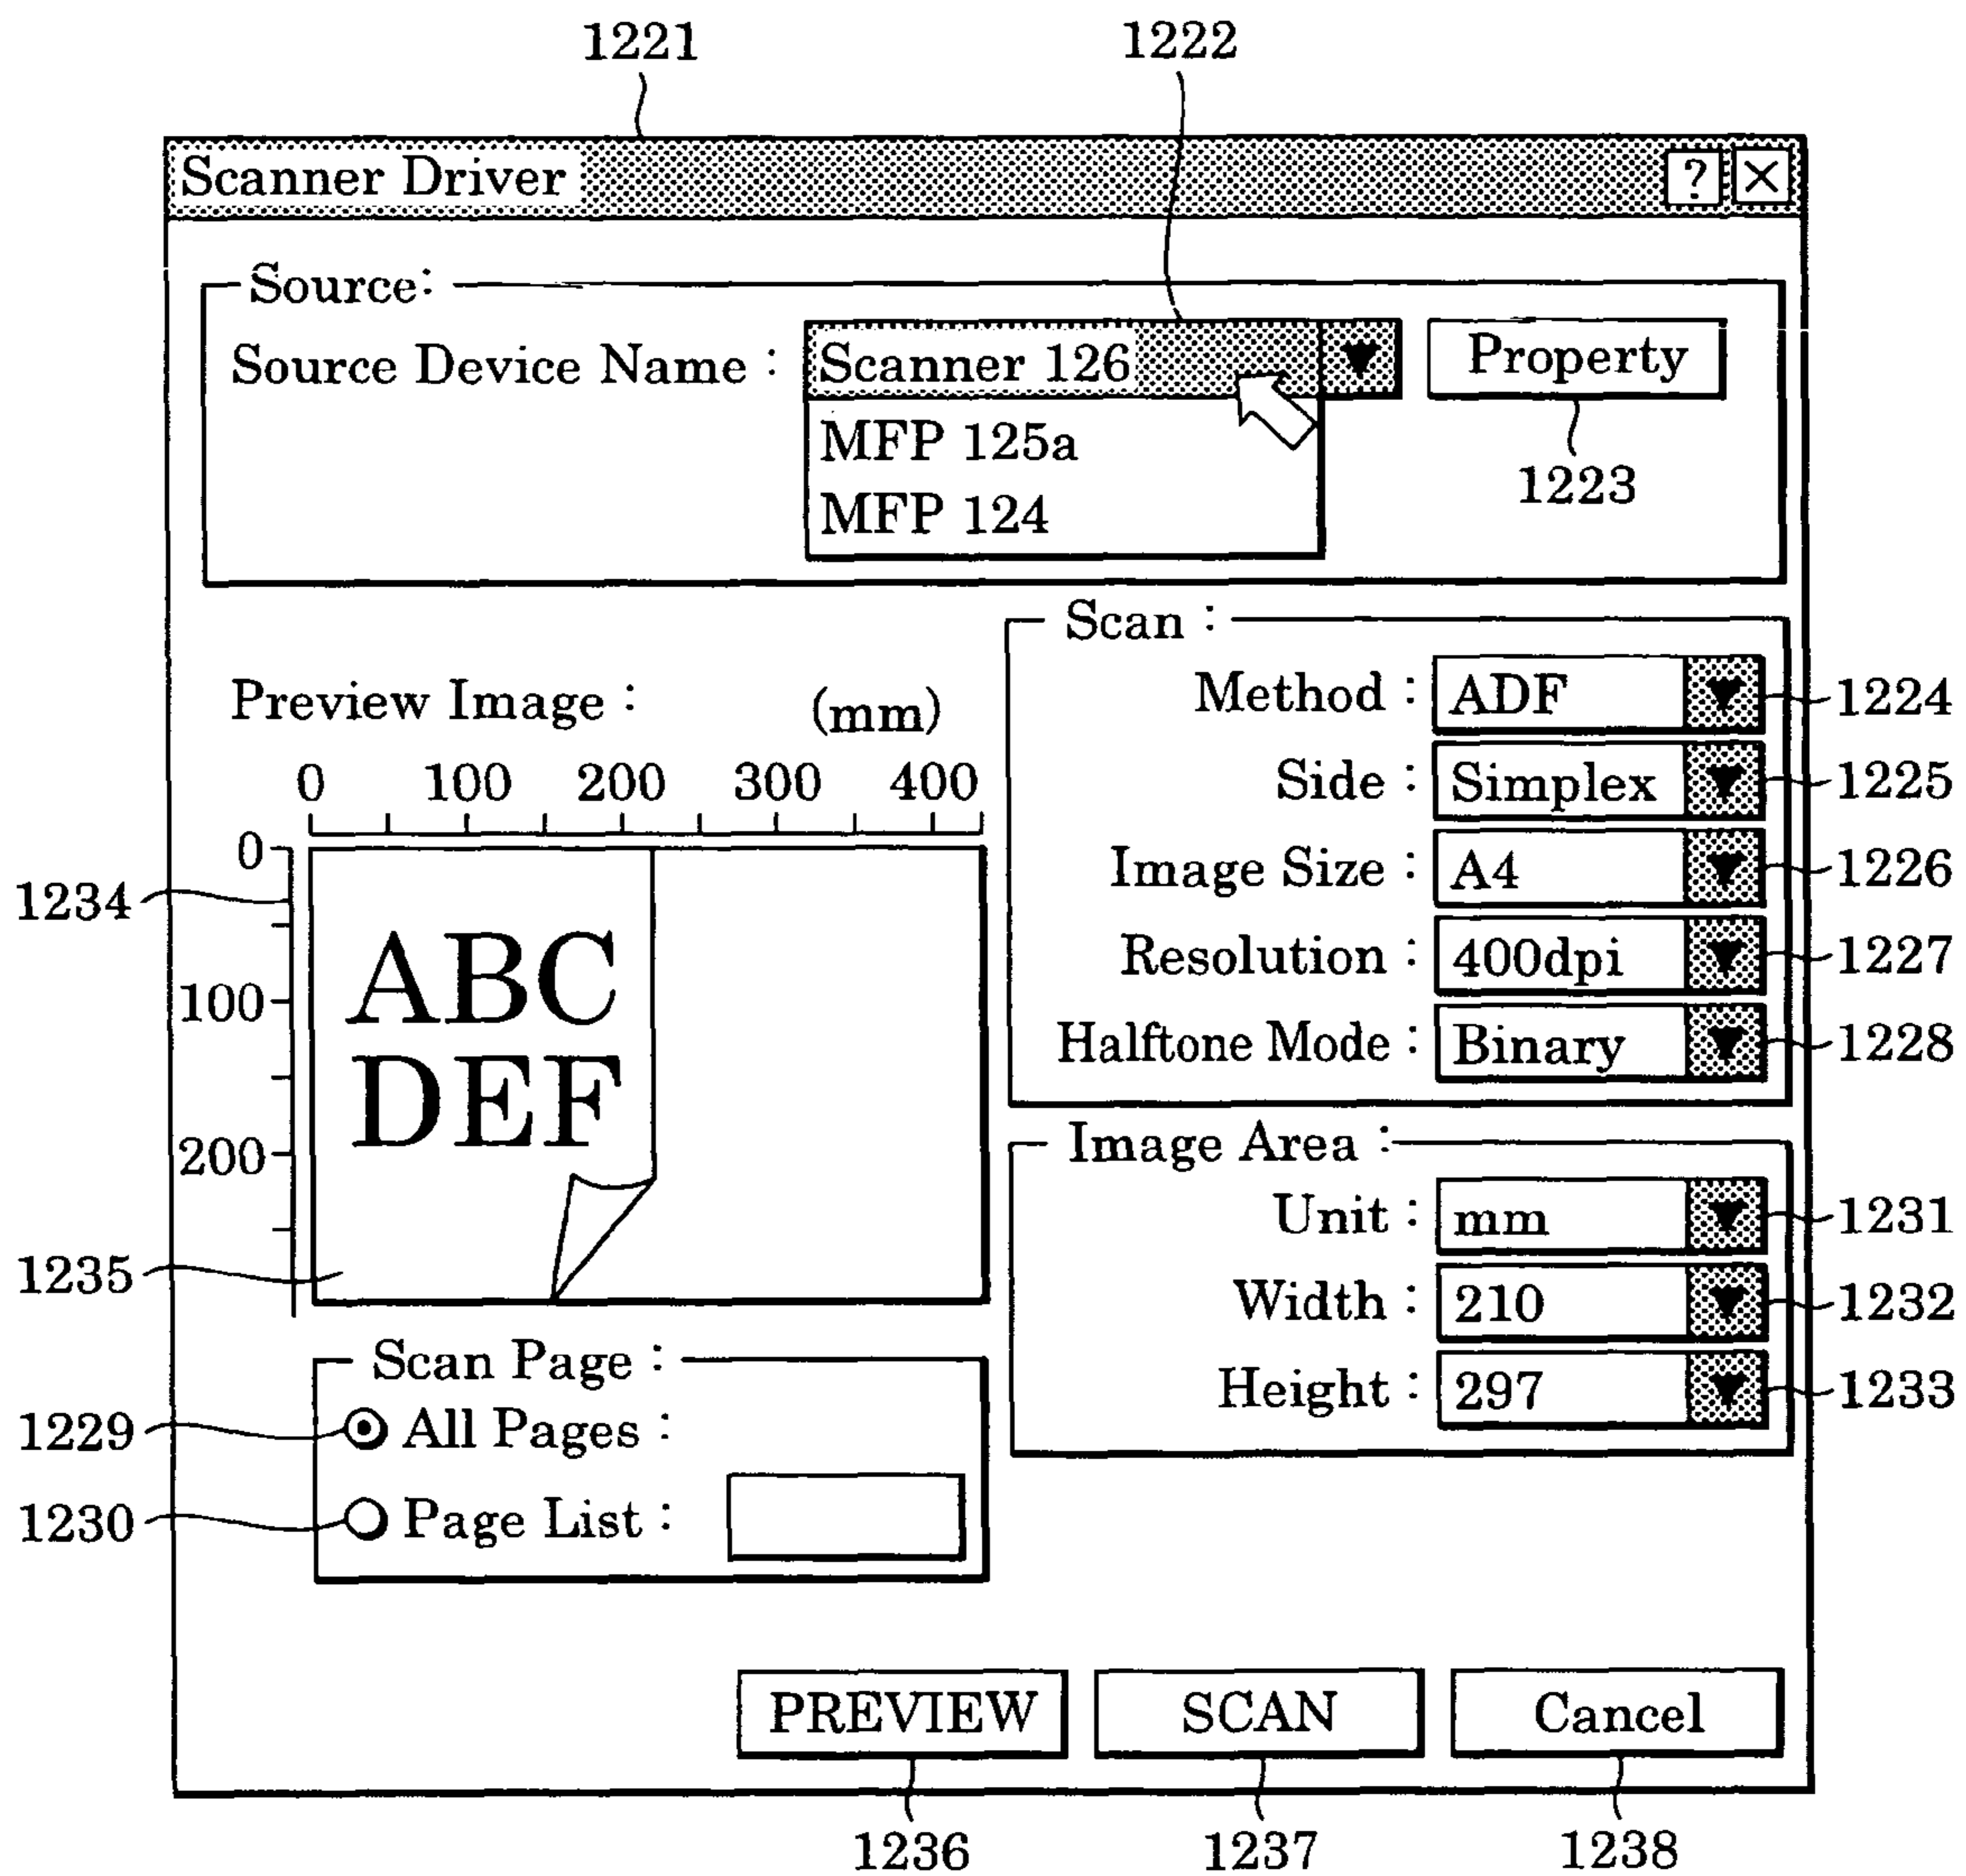 1221 1222
Scanner Driver ? ×
Source:
Source Device Name : Scanner 126 ▼ Property
MFP 125a
1223
MFP 124
Scan :
Method : ADF ▼ 1224
Side : Simplex ▼ 1225
Image Size : A4 ▼ 1226
Resolution : 400dpi ▼ 1227
Halftone Mode : Binary ▼ 1228
Preview Image : (mm)
0 100 200 300 400
0
1234
100
200
ABC
DEF
1235
Image Area :
Unit : mm ▼ 1231
Width : 210 ▼ 1232
Height : 297 ▼ 1233
Scan Page :
1229 All Pages :
1230 Page List :
PREVIEW SCAN Cancel
1236 1237 1238